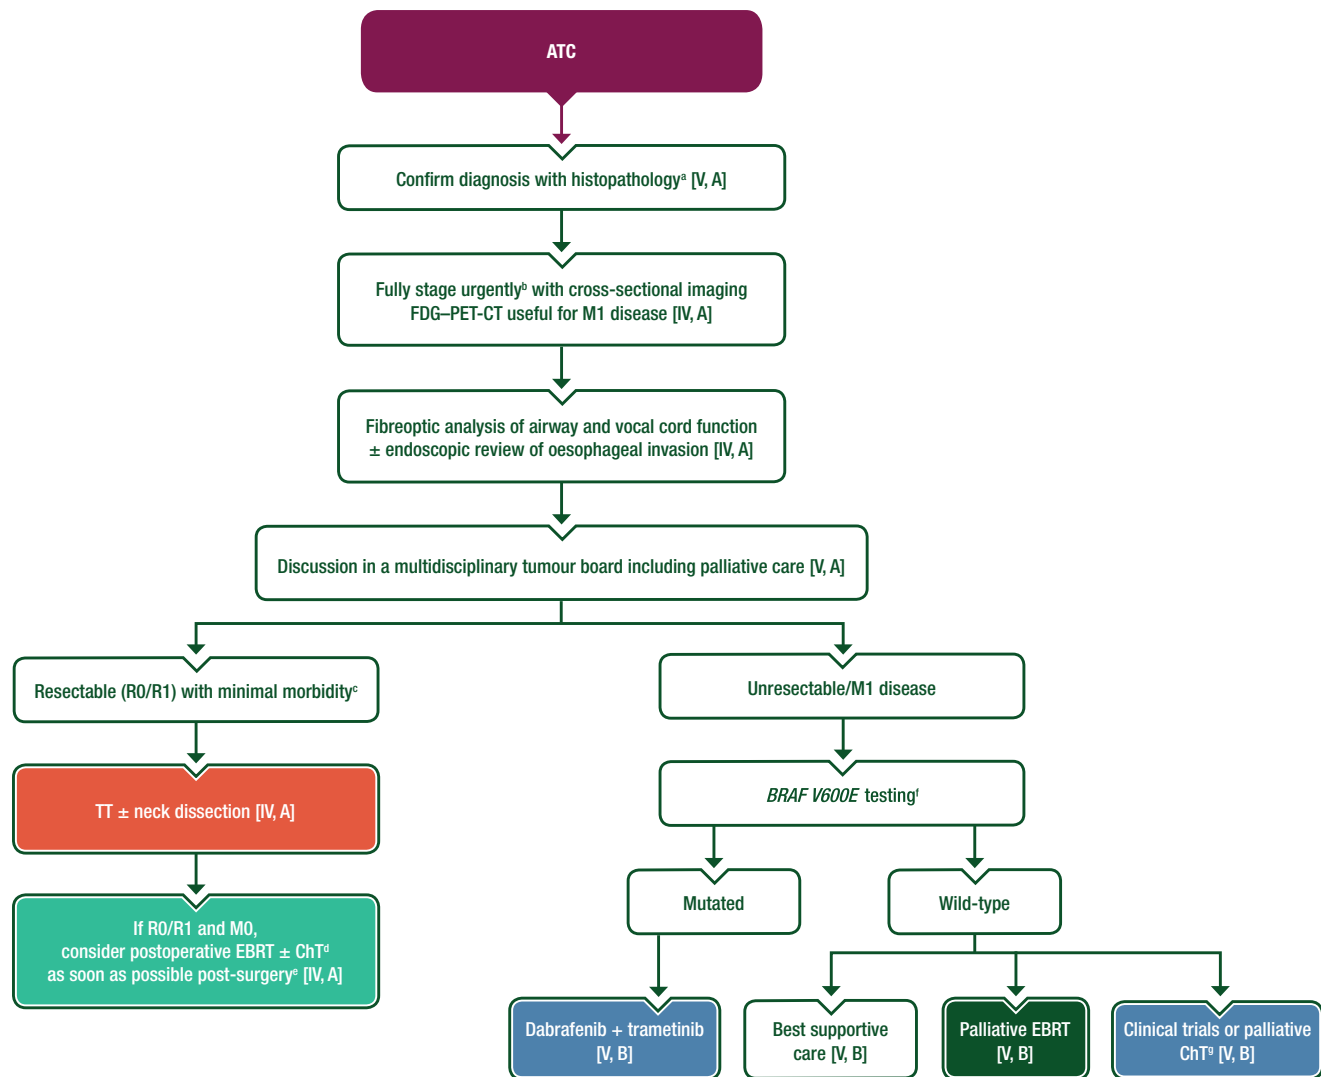 ATC
Confirm diagnosis with histopathologyᵃ [V, A]
Fully stage urgentlyᵇ with cross-sectional imaging
FDG–PET-CT useful for M1 disease [IV, A]
Fibreoptic analysis of airway and vocal cord function
± endoscopic review of oesophageal invasion [IV, A]
Discussion in a multidisciplinary tumour board including palliative care [V, A]
Resectable (R0/R1) with minimal morbidityᶜ
Unresectable/M1 disease
TT ± neck dissection [IV, A]
BRAF V600E testingᶠ
If R0/R1 and M0,
consider postoperative EBRT ± ChTᵈ
as soon as possible post-surgeryᵉ [IV, A]
Mutated
Wild-type
Dabrafenib + trametinib
[V, B]
Best supportive
care [V, B]
Palliative EBRT
[V, B]
Clinical trials or palliative
ChTᵍ [V, B]